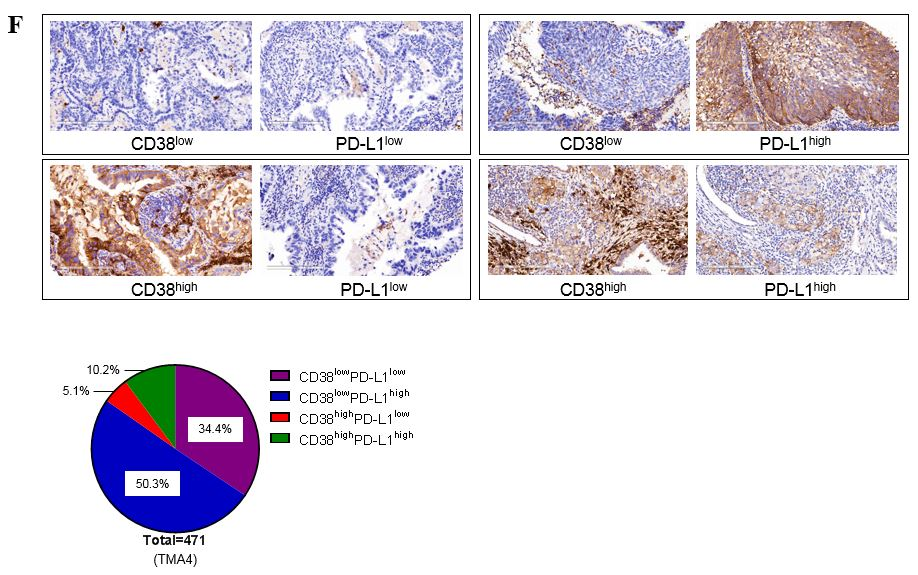 F
CD38low PD-L1low CD38low PD-L1high
CD38high PD-L1low CD38high PD-L1high
10.2%
5.1%
34.4%
50.3%
CD38lowPD-L1low
CD38lowPD-L1high
CD38highPD-L1low
CD38highPD-L1high
Total=471
(TMA4)